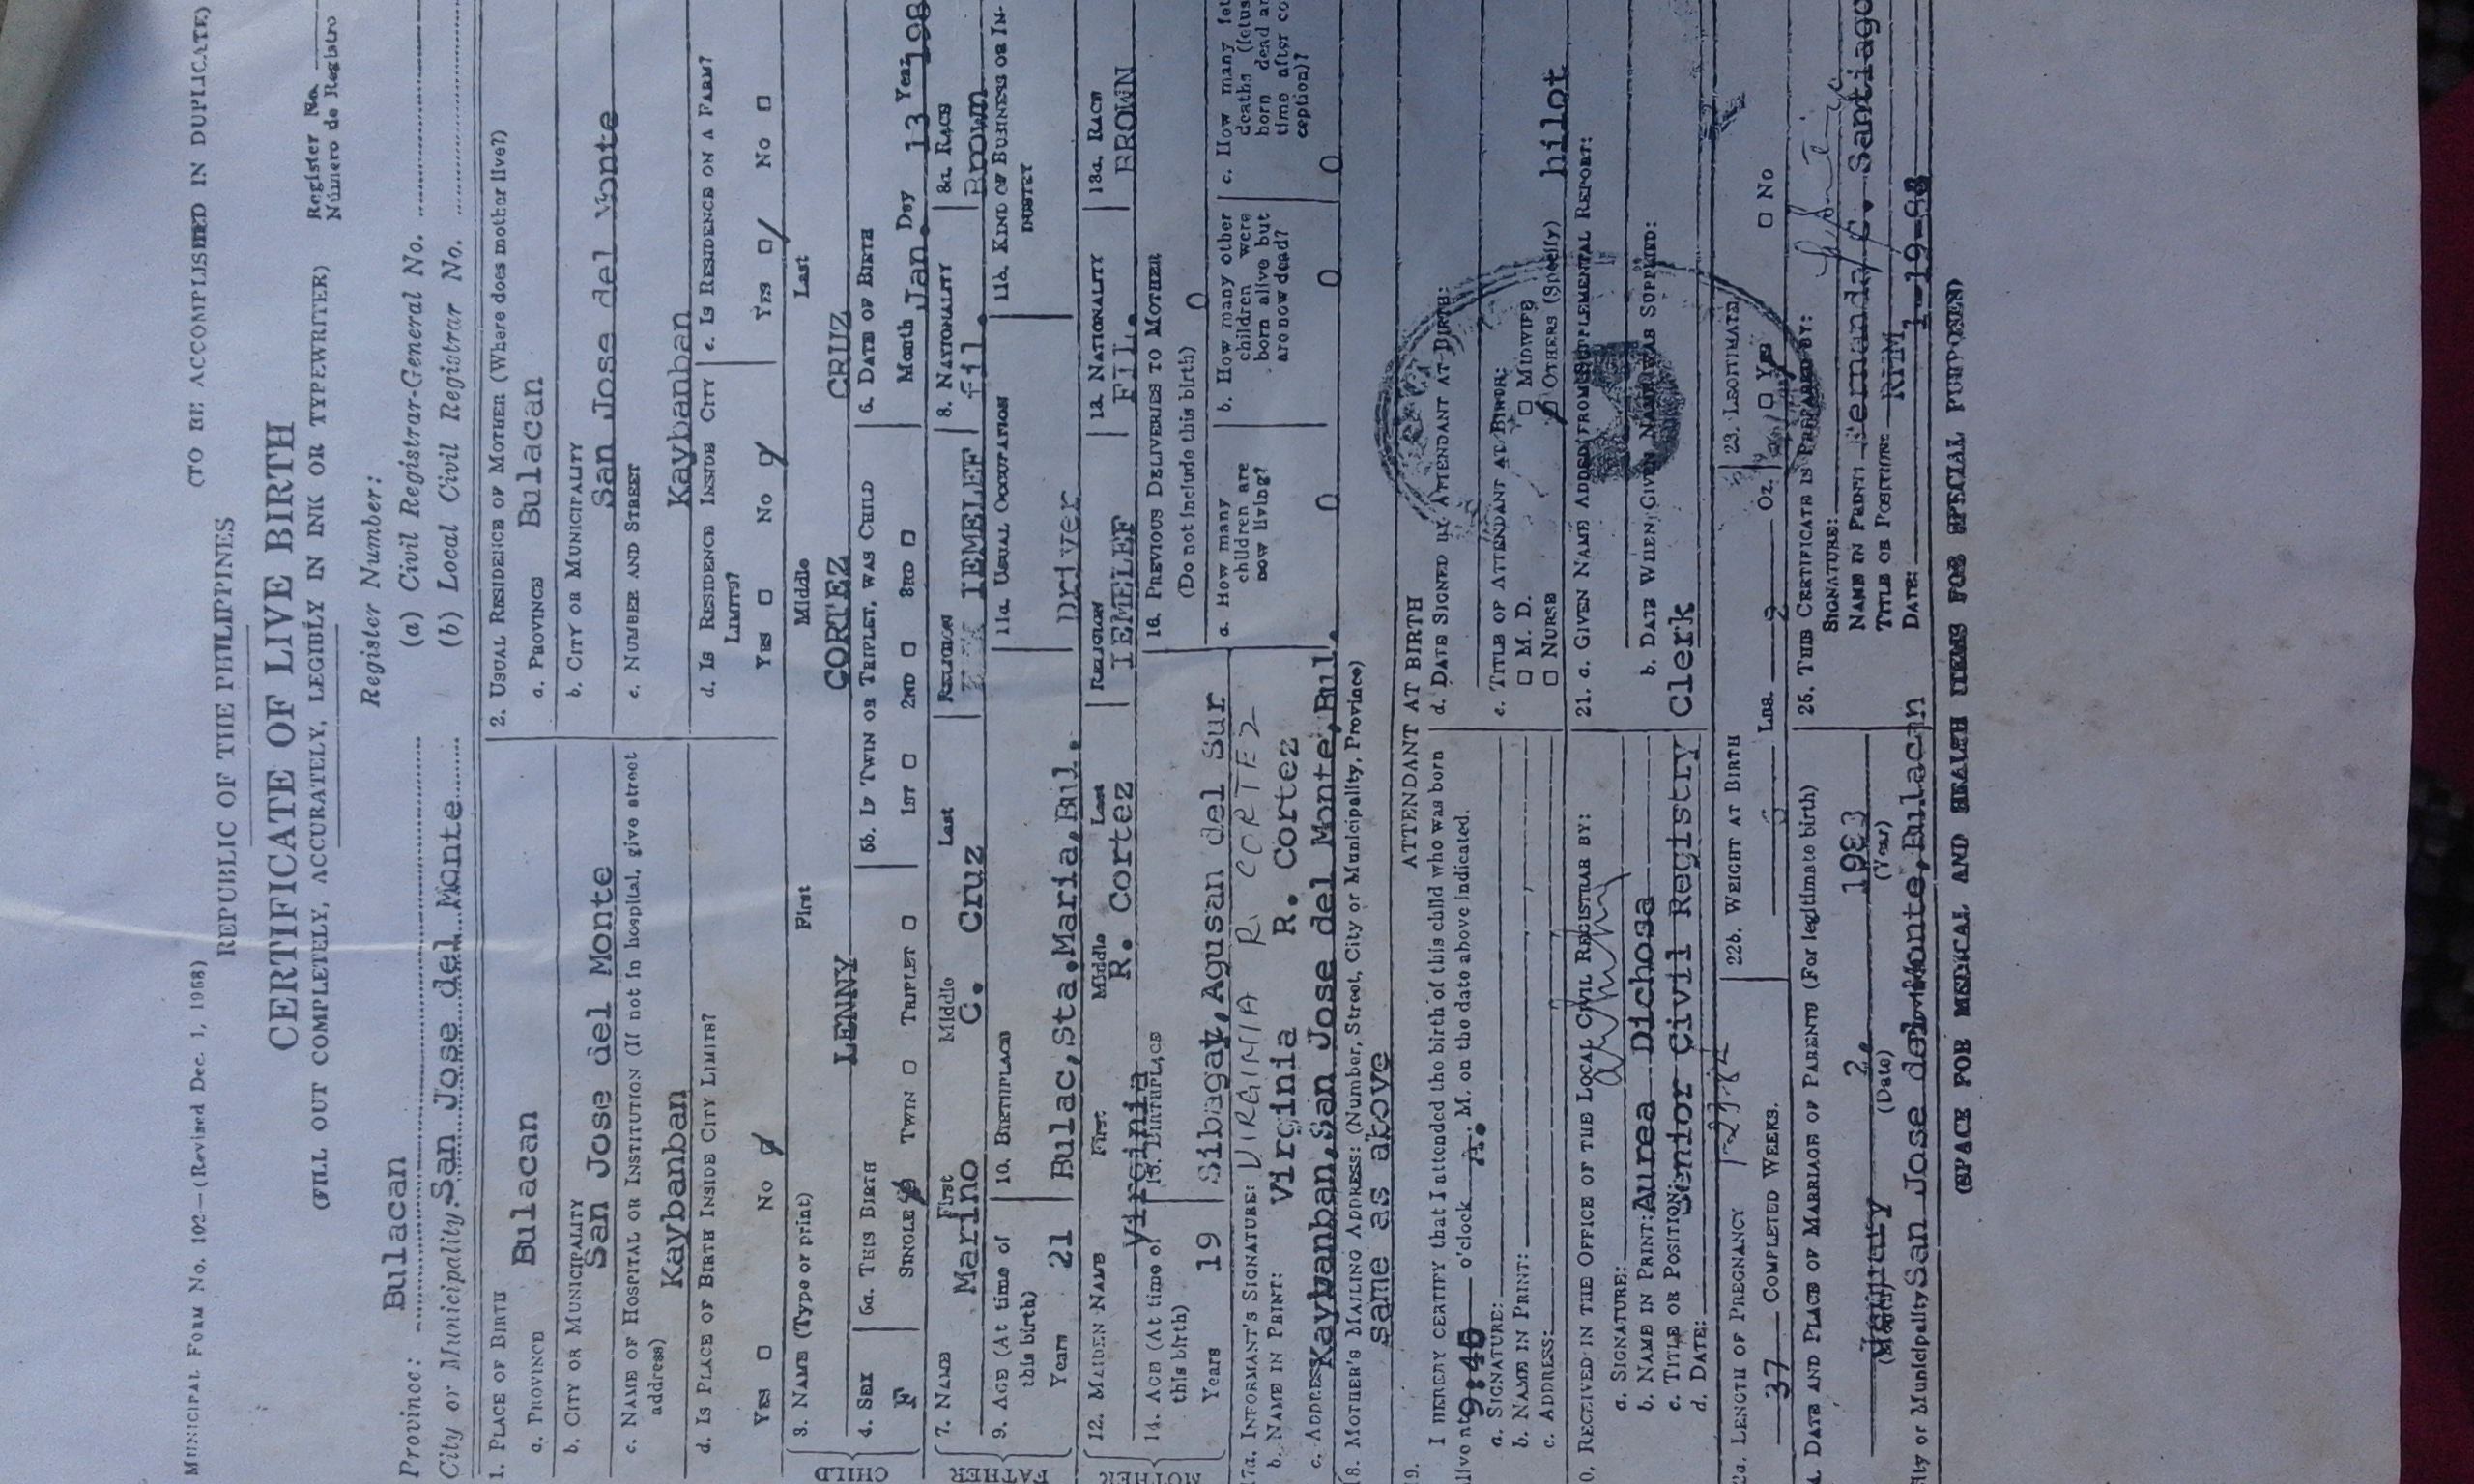 MUNICIPAL FORM No. 102—(Revised Dec. 1, 1968) (TO BE ACCOMPLISHED IN DUPLICATE)
REPUBLIC OF THE PHILIPPINES
CERTIFICATE OF LIVE BIRTH
(FILL OUT COMPLETELY, ACCURATELY, LEGIBLY IN INK OR TYPEWRITER) Register No.
Número de Registro
Register Number:
Province: Bulacan (a) Civil Registrar-General No.
City or Municipality: San Jose del Monte (b) Local Civil Registrar No.
1. PLACE OF BIRTH 2. USUAL RESIDENCE OF MOTHER (Where does mother live?)
a. PROVINCE Bulacan a. PROVINCE Bulacan
b. CITY OR MUNICIPALITY b. CITY OR MUNICIPALITY
San Jose del Monte San Jose del Monte
c. NAME OF HOSPITAL OR INSTITUTION (If not in hospital, give street c. NUMBER AND STREET
address) Kaybanban Kaybanban
d. IS PLACE OF BIRTH INSIDE CITY LIMITS? d. IS RESIDENCE INSIDE CITY e. IS RESIDENCE ON A FARM?
LIMITS?
YES NO YES NO YES NO
CHILD
3. NAME (Type or print) First Middle Last
LENNY CORTEZ CRUZ
4. SEX 5a. THIS BIRTH 5b. IF TWIN OR TRIPLET, WAS CHILD 6. DATE OF BIRTH
F SINGLE TWIN TRIPLET 1ST 2ND 3RD Month Jan. Day 13 Year 198
FATHER
7. NAME First Middle Last RELIGION 8. NATIONALITY 8a. RACE
Marino C. Cruz IEMELEF fil. Brown
9. AGE (At time of 10. BIRTHPLACE 11a. USUAL OCCUPATION 11b. KIND OF BUSINESS OR IN-
this birth) DUSTRY
Years 21 Bulac,Sta.Maria,Bul. Driver
MOTHER
12. MAIDEN NAME First Middle Last RELIGION 13. NATIONALITY 13a. RACE
Virginia R. Cortez IEMELEF FIL. BROWN
14. AGE (At time of 15. BIRTHPLACE 16. PREVIOUS DELIVERIES TO MOTHER
this birth) (Do not include this birth) 0
Years 19 Sibagat,Agusan del Sur a. How many b. How many other c. How many fet
17a. INFORMANT'S SIGNATURE: VIRGINIA R. CORTEZ children are children were deaths (fetus
b. NAME IN PRINT: Virginia R. Cortez now living? born alive but born dead an
are now dead? time after co
ception)?
c. ADDRESS Kaybanban,San Jose del Monte,Bul. 0 0 0
18. MOTHER'S MAILING ADDRESS: (Number, Street, City or Municipality, Province)
same as above
19. ATTENDANT AT BIRTH
I HEREBY CERTIFY that I attended the birth of this child who was born d. DATE SIGNED BY ATTENDANT AT BIRTH:
alive at 9:45 o'clock A. M. on the date above indicated.
a. SIGNATURE: e. TITLE OF ATTENDANT AT BIRTH:
b. NAME IN PRINT: M. D. MIDWIFE
c. ADDRESS: NURSE OTHERS (Specify) hilot
0. RECEIVED IN THE OFFICE OF THE LOCAL CIVIL REGISTRAR BY: 21. a. GIVEN NAME ADDED FROM SUPPLEMENTAL REPORT:
a. SIGNATURE:
b. NAME IN PRINT: Aurea Dichosa b. DATE WHEN GIVEN NAME WAS SUPPLIED:
c. TITLE OR POSITION: Senior Civil Registry Clerk
d. DATE:
2a. LENGTH OF PREGNANCY 22b. WEIGHT AT BIRTH 23. LEGITIMATE
37 COMPLETED WEEKS. LBS. 2 OZ. YES NO
4. DATE AND PLACE OF MARRIAGE OF PARENTS (For legitimate birth) 25. THIS CERTIFICATE IS PREPARED BY:
SIGNATURE:
January 2, 1983 NAME IN PRINT: Fernanda C. Santiago
(Month) (Date) (Year) TITLE OR POSITION: RHM
ity or Municipality San Jose del Monte,Bulacan DATE:
(SPACE FOR MEDICAL AND HEALTH ITEMS FOR SPECIAL PURPOSES)